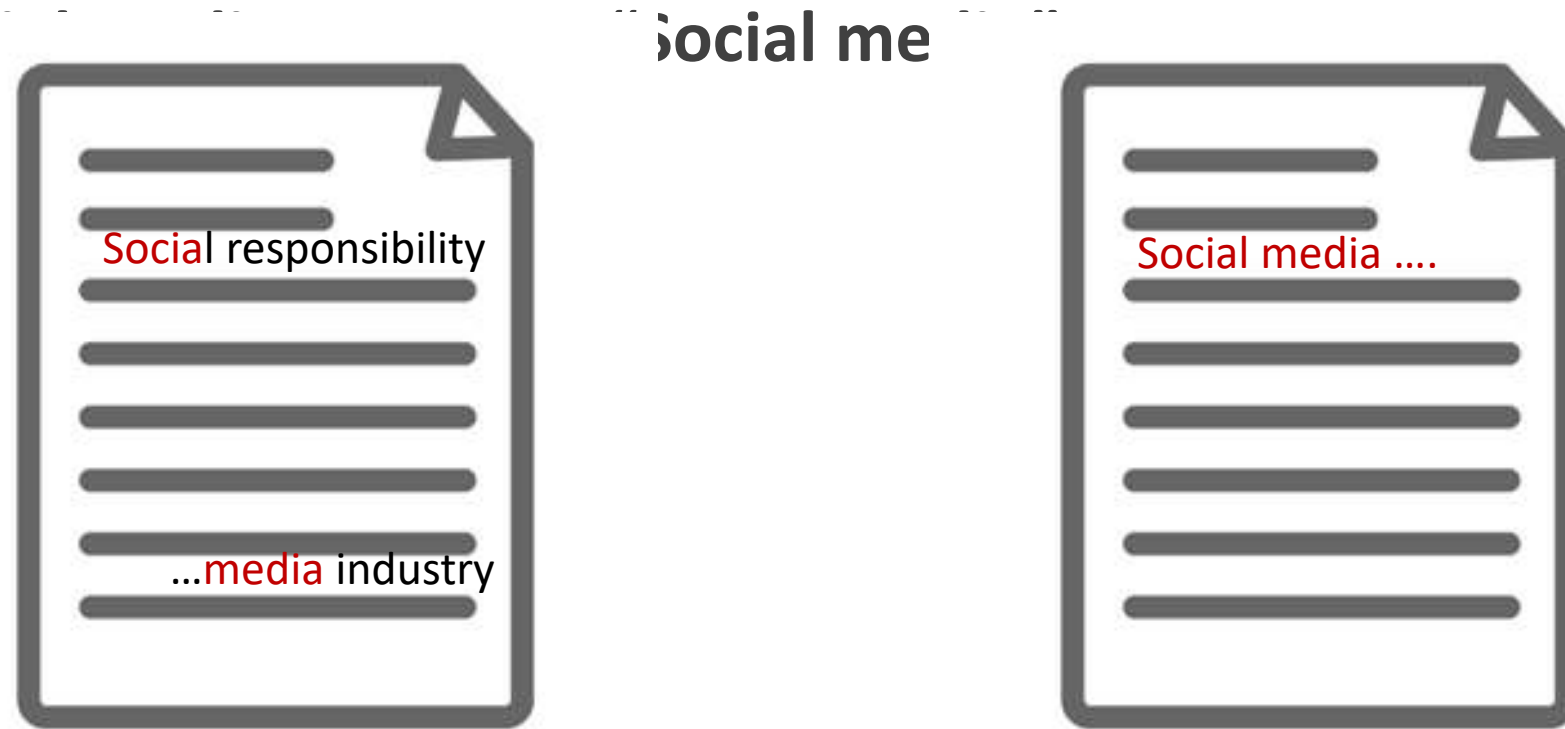 Social me
Social responsibility
Social media ....
...media industry